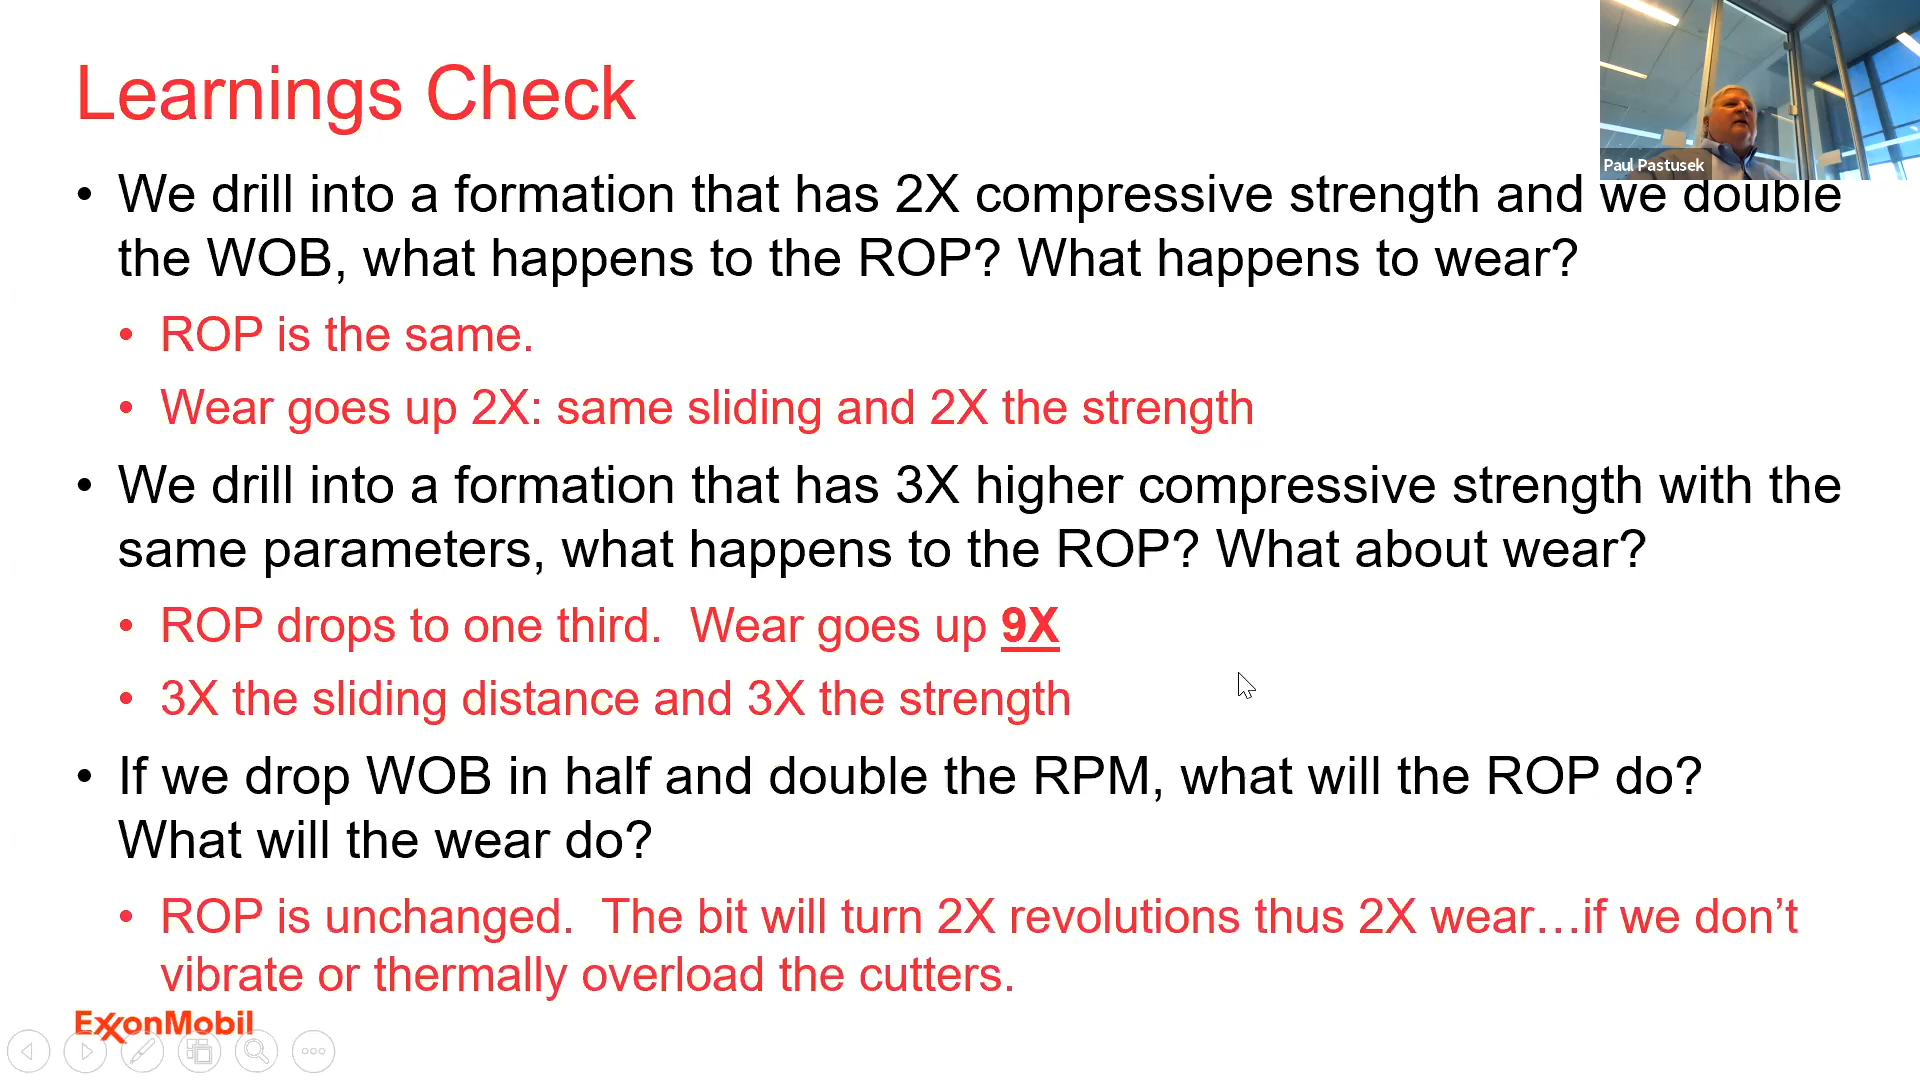 Learnings Check
Paul Pastusek
• We drill into a formation that has 2X compressive strength and we double
the WOB, what happens to the ROP? What happens to wear?
• ROP is the same.
• Wear goes up 2X: same sliding and 2X the strength
• We drill into a formation that has 3X higher compressive strength with the
same parameters, what happens to the ROP? What about wear?
• ROP drops to one third.  Wear goes up 9X
• 3X the sliding distance and 3X the strength
• If we drop WOB in half and double the RPM, what will the ROP do?
What will the wear do?
• ROP is unchanged.  The bit will turn 2X revolutions thus 2X wear…if we don’t
vibrate or thermally overload the cutters.
ExxonMobil